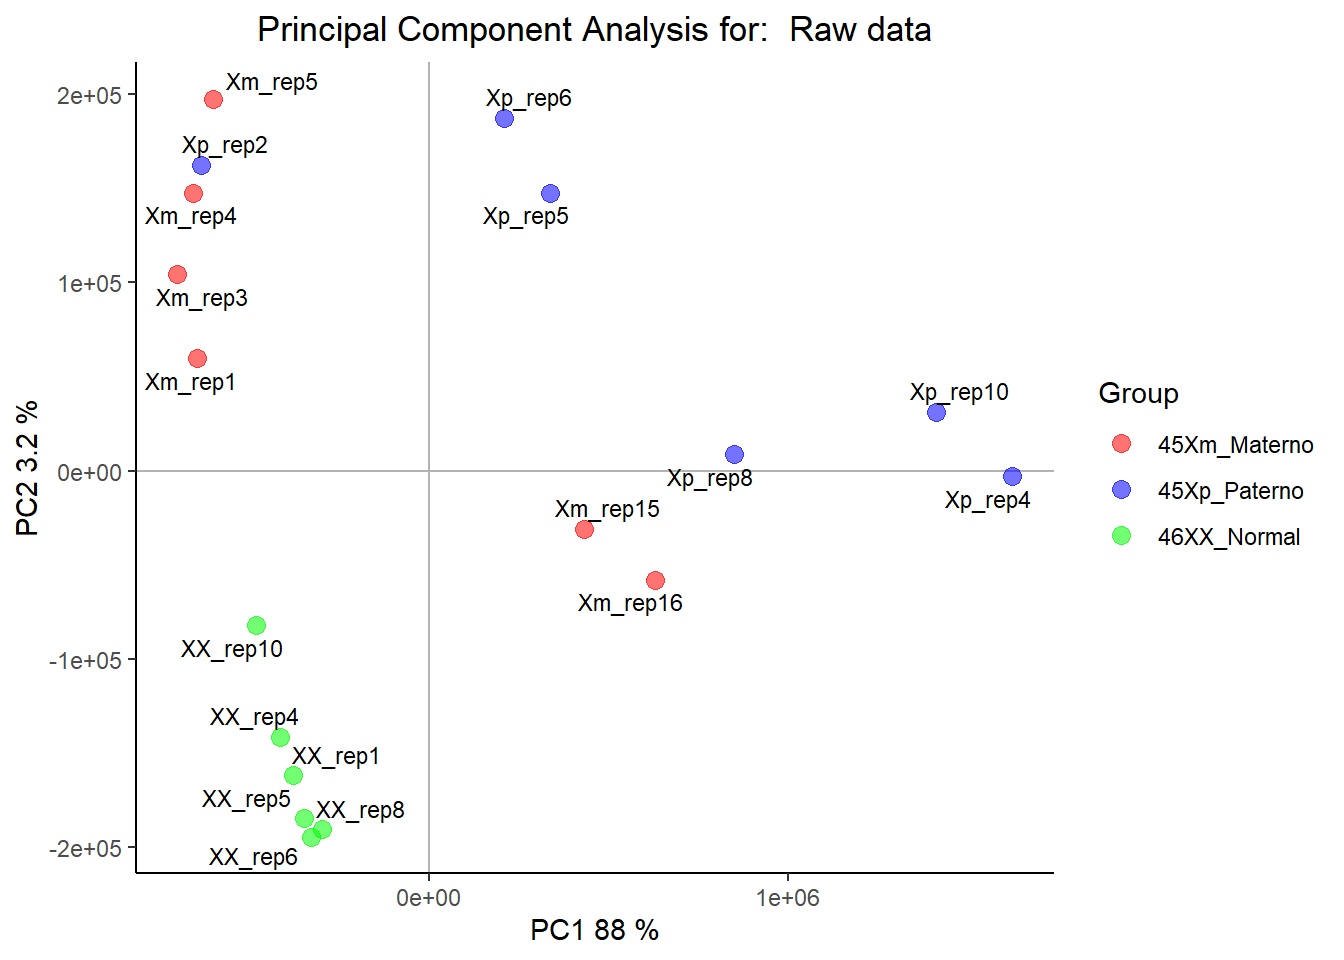 Principal Component Analysis for:  Raw data
Xm_rep5
2e+05
Xp_rep6
Xp_rep2
Xm_rep4
Xp_rep5
1e+05
Xm_rep3
Xm_rep1
Xp_rep10
Group
45Xm_Materno
0e+00
Xp_rep8
45Xp_Paterno
Xp_rep4
Xm_rep15
46XX_Normal
PC2 3.2 %
Xm_rep16
-1e+05
XX_rep10
XX_rep4
XX_rep1
XX_rep5
XX_rep8
-2e+05
XX_rep6
0e+00
1e+06
PC1 88 %